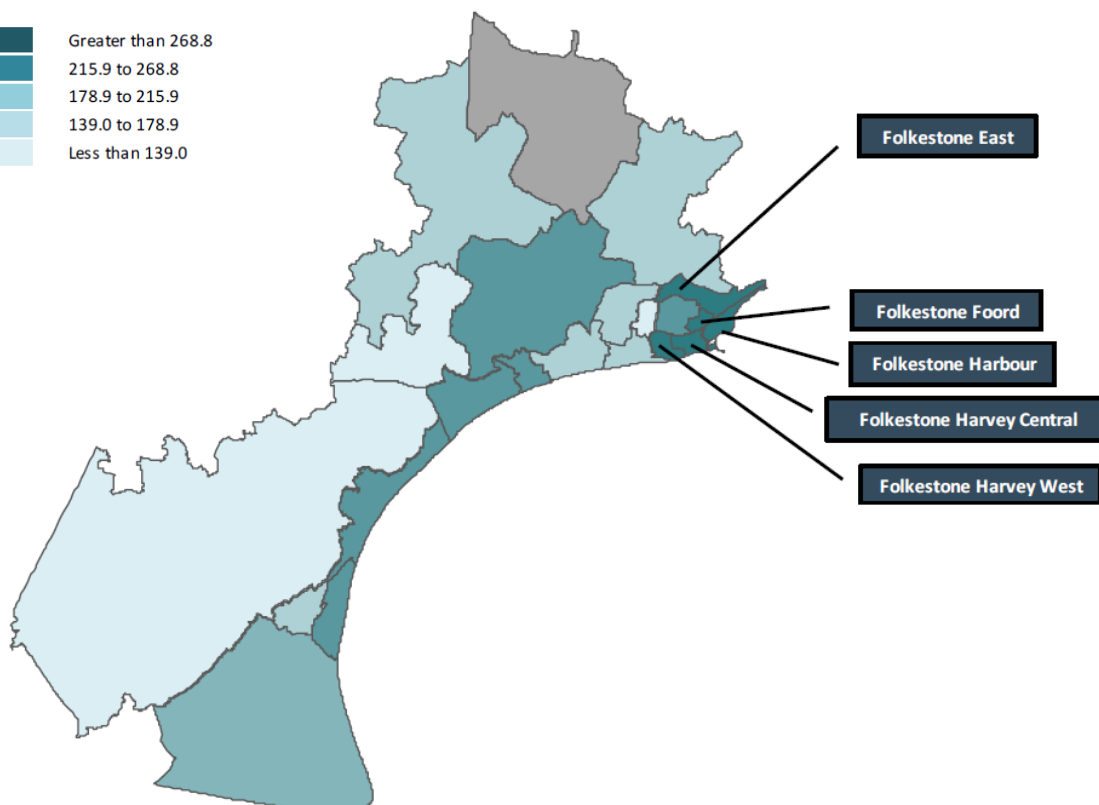 Greater than 268.8
215.9 to 268.8
178.9 to 215.9
139.0 to 178.9
Less than 139.0
Folkestone East
Folkestone Foord
Folkestone Harbour
Folkestone Harvey Central
Folkestone Harvey West